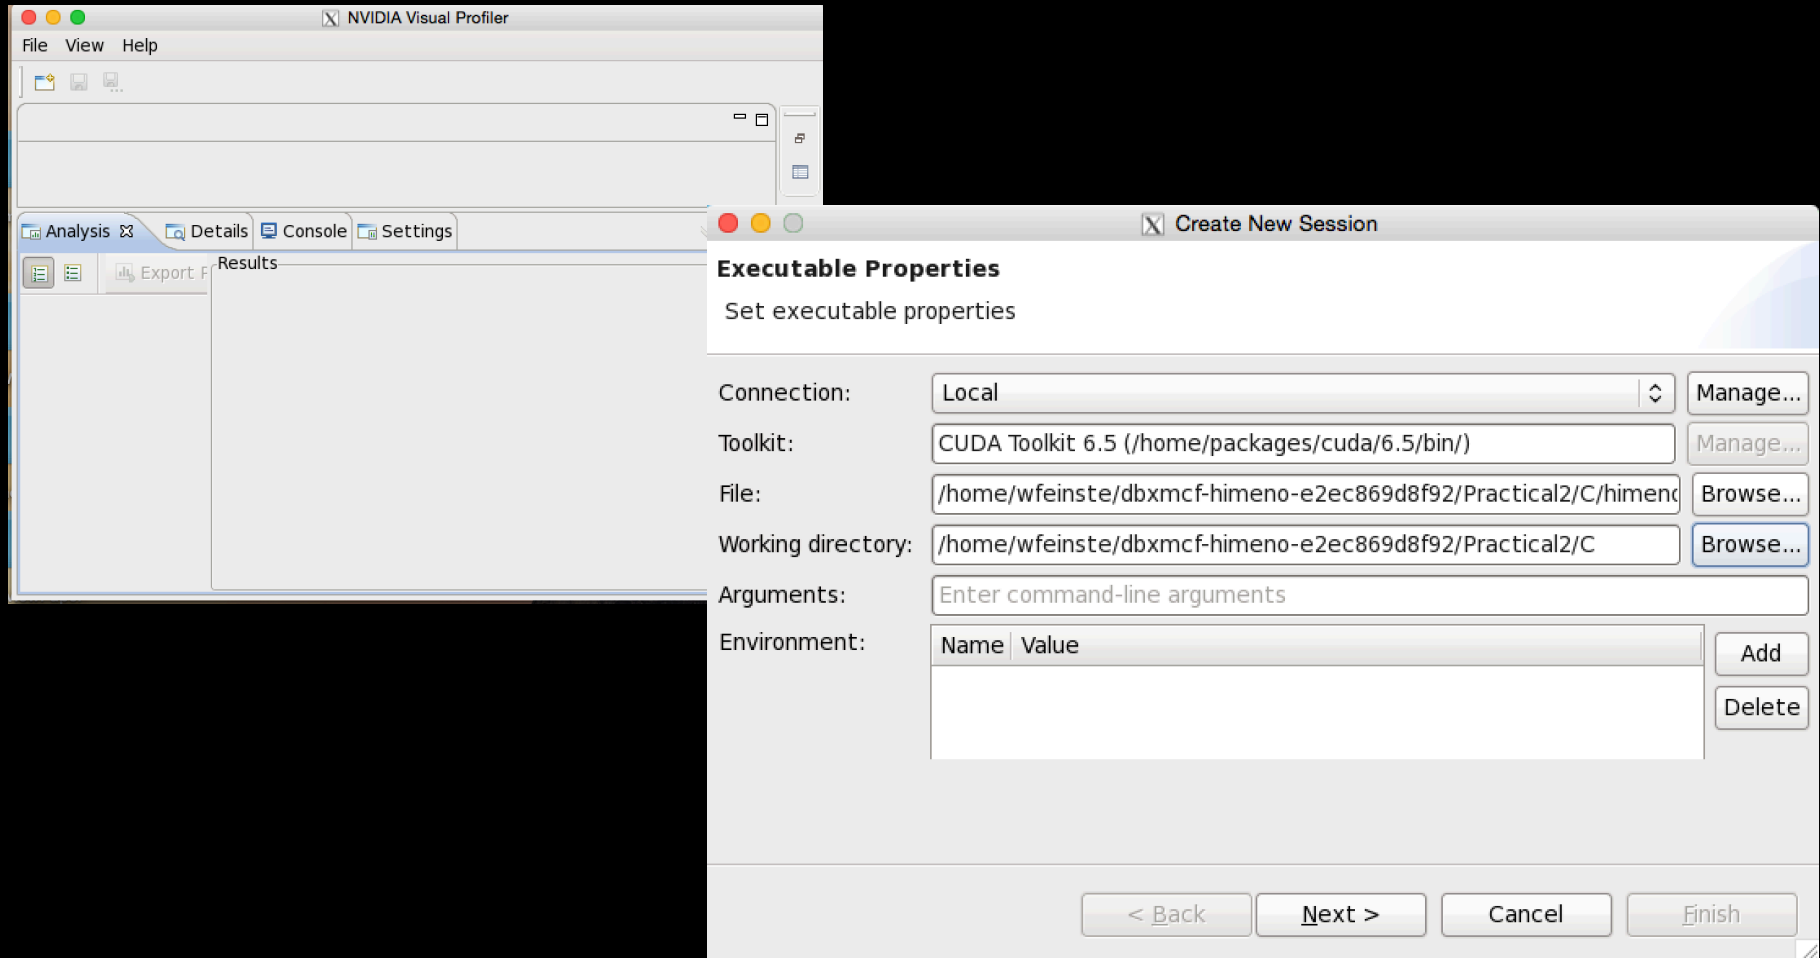 NVIDIA Visual Profiler
File View Help
Analysis Details Console Settings
Export
Results
Create New Session
Executable Properties
Set executable properties
Connection: Local Manage...
Toolkit: CUDA Toolkit 6.5 (/home/packages/cuda/6.5/bin/) Manage...
File: /home/wfeinste/dbxmcf-himeno-e2ec869d8f92/Practical2/C/himeno Browse...
Working directory: /home/wfeinste/dbxmcf-himeno-e2ec869d8f92/Practical2/C Browse...
Arguments: Enter command-line arguments
Environment: Name Value
Add
Delete
< Back Next > Cancel Finish